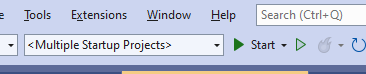 Tools Extensions Window Help Search (Ctrl+Q)
<Multiple Startup Projects> Start